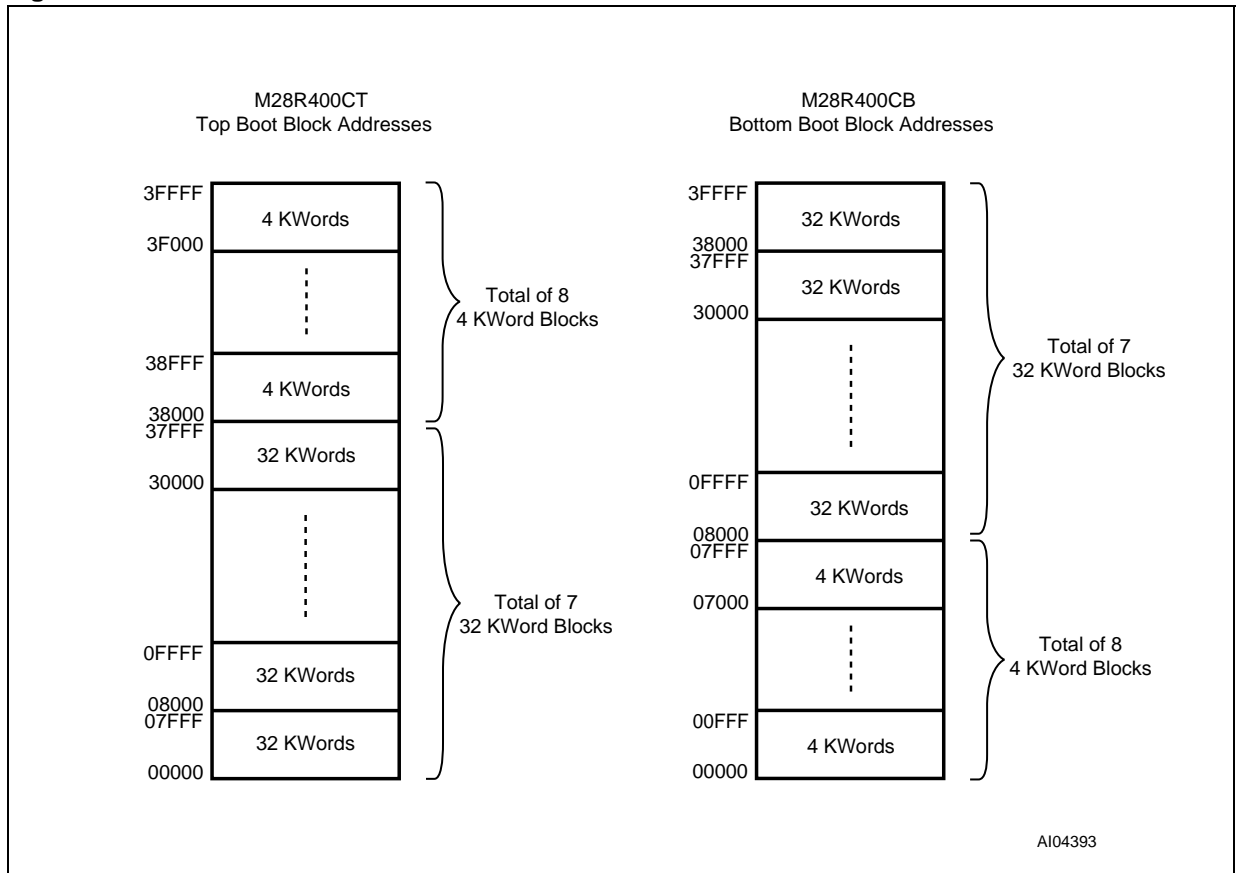 M28R400CT
Top Boot Block Addresses
3FFFF
4 KWords
3F000
Total of 8
4 KWord Blocks
38FFF
4 KWords
38000
37FFF
32 KWords
30000
Total of 7
32 KWord Blocks
0FFFF
32 KWords
08000
07FFF
32 KWords
00000
M28R400CB
Bottom Boot Block Addresses
3FFFF
32 KWords
38000
37FFF
32 KWords
30000
Total of 7
32 KWord Blocks
0FFFF
32 KWords
08000
07FFF
4 KWords
07000
Total of 8
4 KWord Blocks
00FFF
4 KWords
00000
AI04393